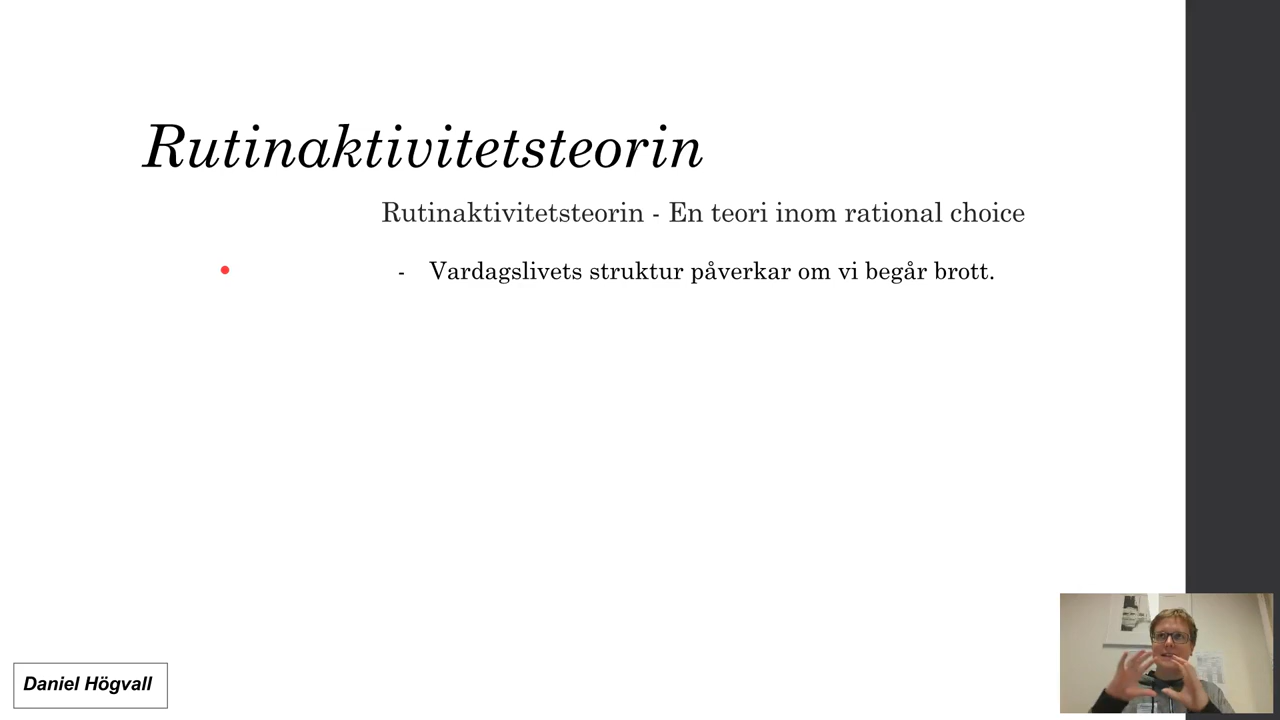 Rutinaktivitetsteorin
Rutinaktivitetsteorin - En teori inom rational choice
- Vardagslivets struktur påverkar om vi begår brott.
Daniel Högvall